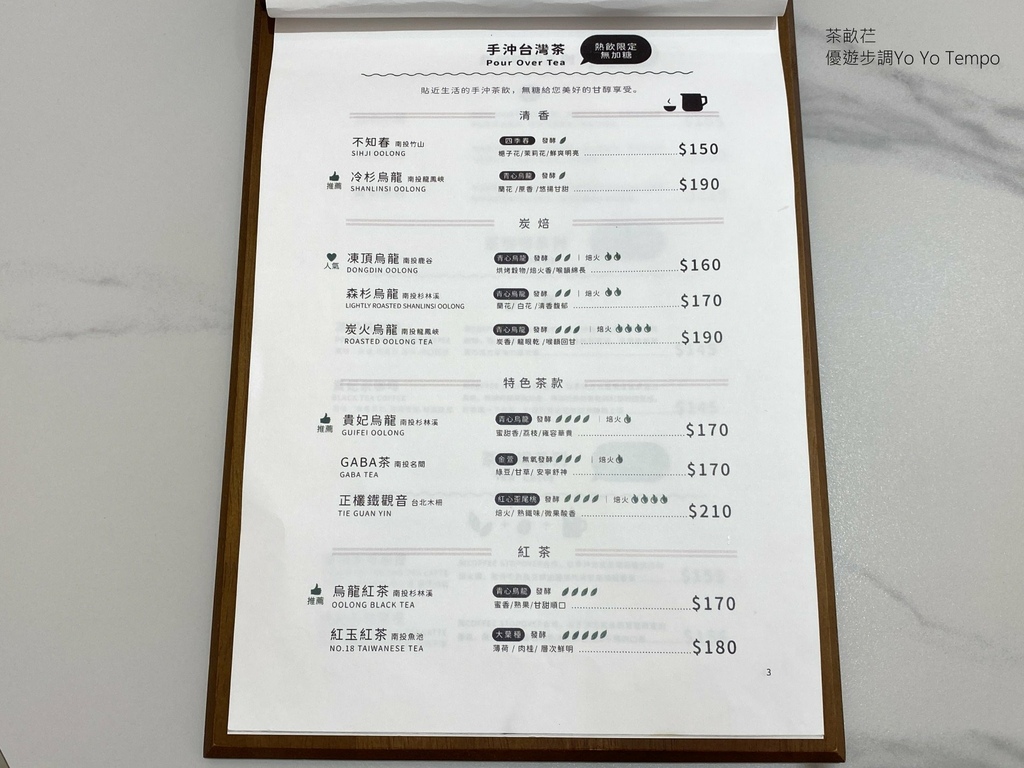 茶畝茌
優遊步調Yo Yo Tempo
手沖台灣茶
Pour Over Tea
熱飲限定
無加糖
貼近生活的手沖茶飲，無糖給您美好的甘醇享受。
清香
不知春 南投竹山
SIHJI OOLONG
四季春 發酵
梔子花/茉莉花/鮮爽明亮 $150
推薦
冷杉烏龍 南投龍鳳峽
SHANLINSI OOLONG
青心烏龍 發酵
蘭花/蔗香/悠揚甘甜 $190
炭焙
人氣
凍頂烏龍 南投鹿谷
DONGDIN OOLONG
青心烏龍 發酵 | 焙火
烘烤穀物/焙火香/喉韻綿長 $160
森杉烏龍 南投杉林溪
LIGHTLY ROASTED SHANLINSI OOLONG
青心烏龍 發酵 | 焙火
蘭花/白花/清香馥郁 $170
炭火烏龍 南投龍鳳峽
ROASTED OOLONG TEA
青心烏龍 發酵 | 焙火
炭香/龍眼乾/喉韻回甘 $190
特色茶款
推薦
貴妃烏龍 南投杉林溪
GUIFEI OOLONG
青心烏龍 發酵 | 焙火
蜜甜香/荔枝/雍容華貴 $170
GABA茶 南投名間
GABA TEA
金萱 無氧發酵 | 焙火
綠豆/甘草/安寧舒神 $170
正欉鐵觀音 台北木柵
TIE GUAN YIN
紅心歪尾桃 發酵 | 焙火
焙火/熟鐵味/微果酸香 $210
紅茶
推薦
烏龍紅茶 南投杉林溪
OOLONG BLACK TEA
青心烏龍 發酵
蜜香/熟果/甘甜順口 $170
紅玉紅茶 南投魚池
NO.18 TAIWANESE TEA
大葉種 發酵
薄荷/肉桂/層次鮮明 $180
3